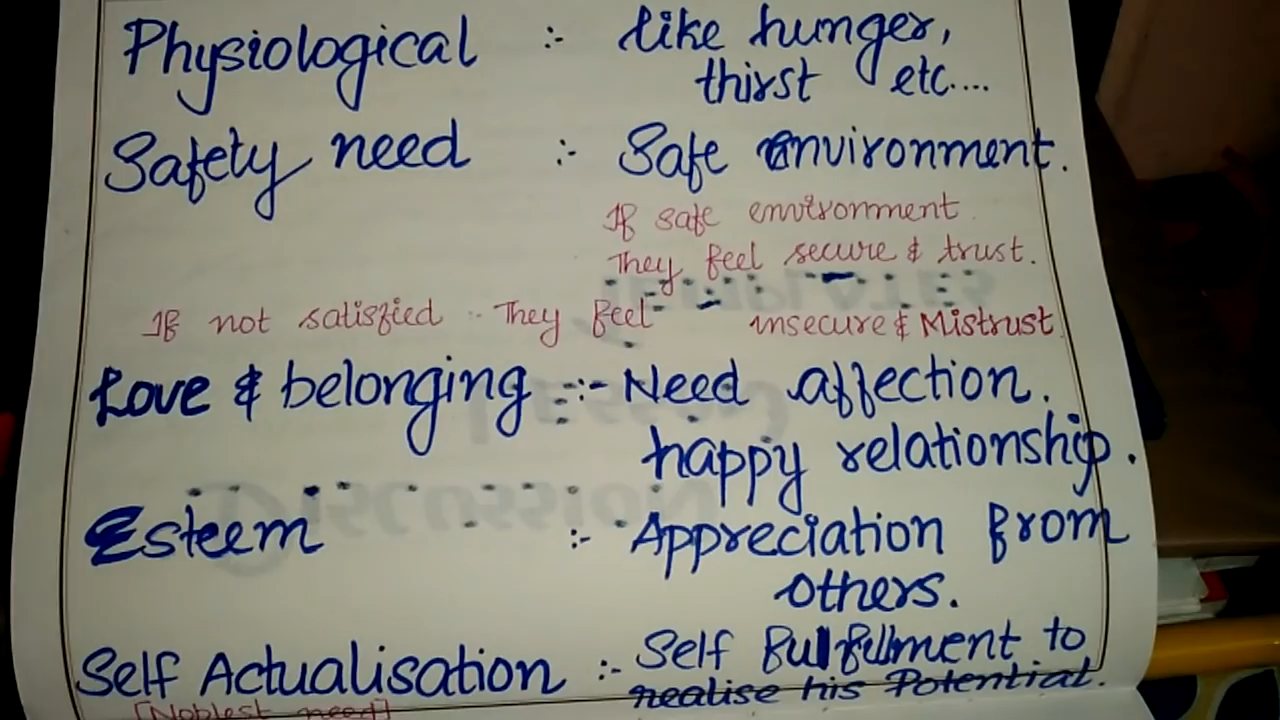 Physiological :- like hunger,
thirst etc....
Safety need :- Safe environment.
If safe environment
They feel secure & trust.
If not satisfied :- They feel insecure & Mistrust
Love & belonging :- Need affection.
happy relationship.
Esteem :- Appreciation from
others.
Self Actualisation :- Self fulfillment to
realise his Potential.
[Noblest need]